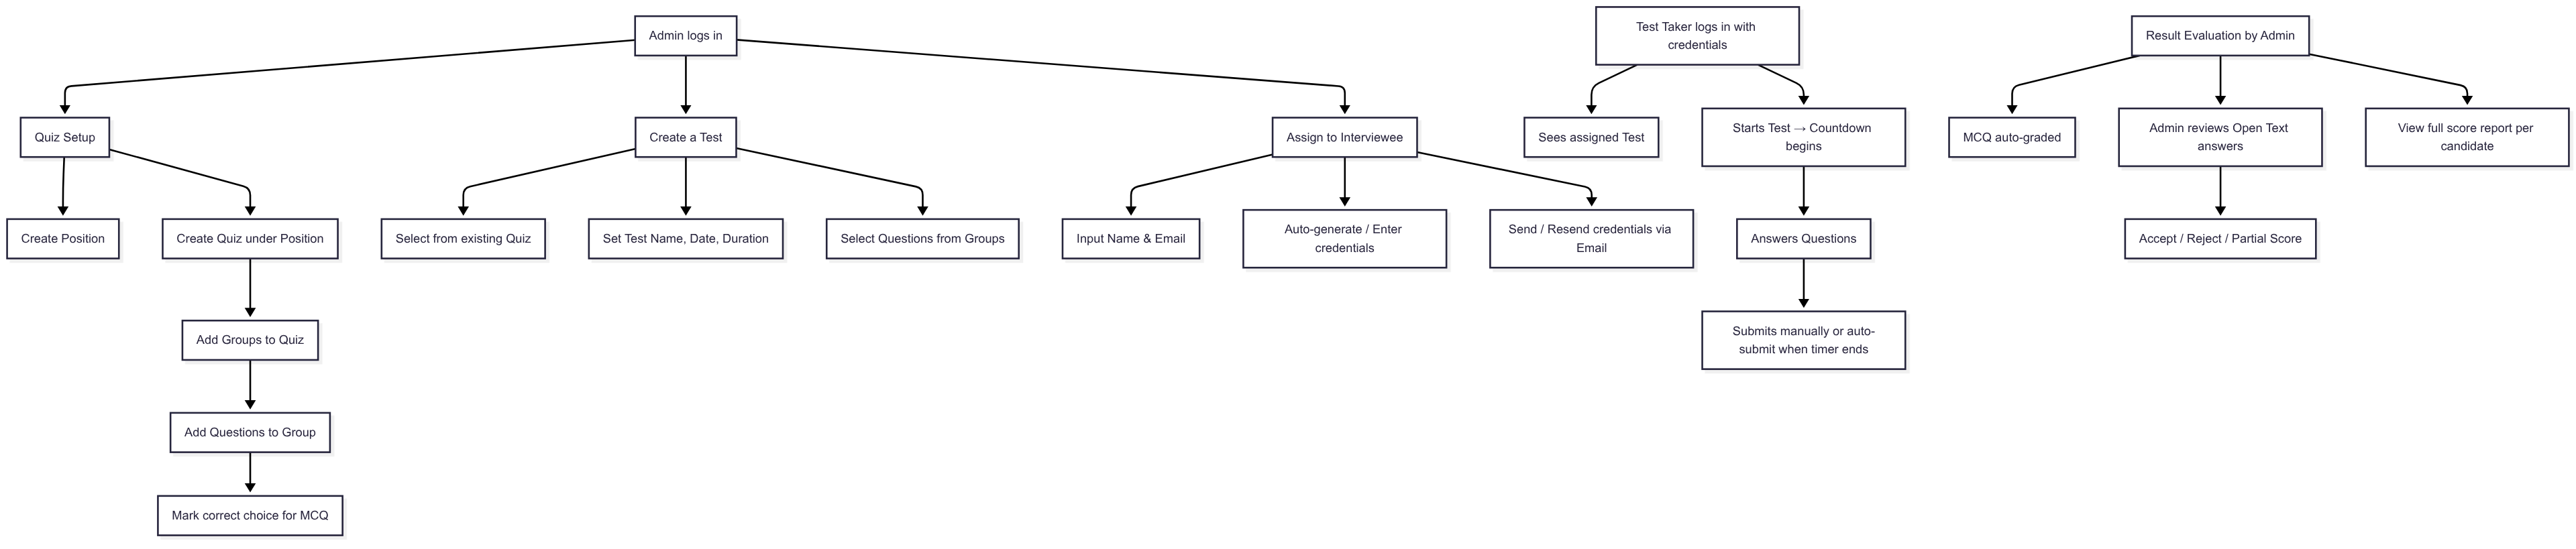 Admin logs in
Test Taker logs in with
credentials
Result Evaluation by Admin
Quiz Setup
Create a Test
Assign to Interviewee
Sees assigned Test
Starts Test → Countdown
begins
MCQ auto-graded
Admin reviews Open Text
answers
View full score report per
candidate
Create Position
Create Quiz under Position
Select from existing Quiz
Set Test Name, Date, Duration
Select Questions from Groups
Input Name & Email
Auto-generate / Enter
credentials
Send / Resend credentials via
Email
Answers Questions
Accept / Reject / Partial Score
Add Groups to Quiz
Submits manually or auto-
submit when timer ends
Add Questions to Group
Mark correct choice for MCQ